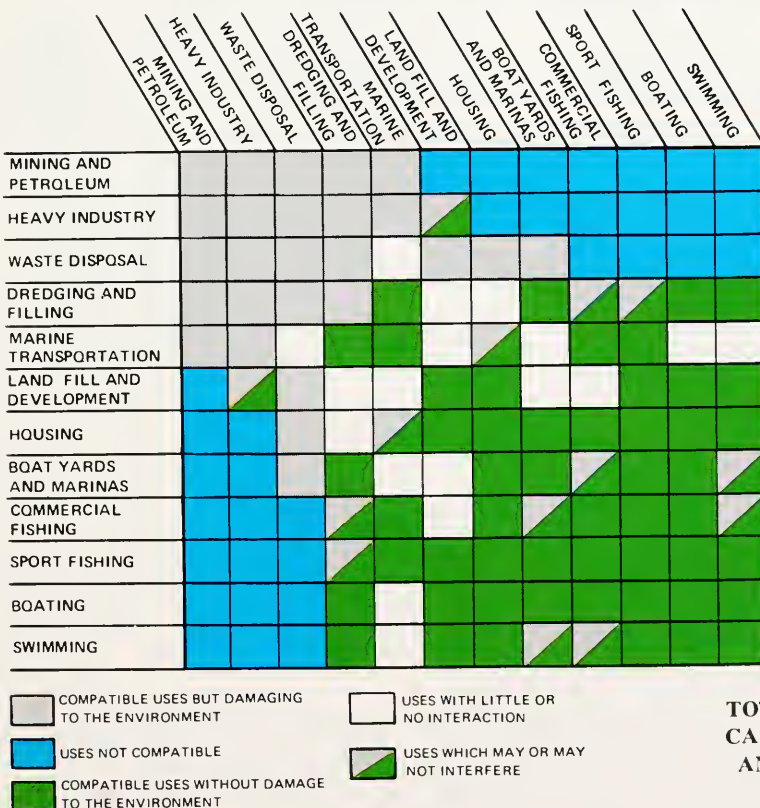 MINING AND
PETROLEUM
HEAVY INDUSTRY
WASTE DISPOSAL
DREDGING AND
FILLING
TRANSPORTATION
MARINE
LAND FILL AND
DEVELOPMENT
HOUSING
BOAT YARDS
AND MARINAS
COMMERCIAL
FISHING
SPORT FISHING
BOATING
SWIMMING
MINING AND
PETROLEUM
HEAVY INDUSTRY
WASTE DISPOSAL
DREDGING AND
FILLING
MARINE
TRANSPORTATION
LAND FILL AND
DEVELOPMENT
HOUSING
BOAT YARDS
AND MARINAS
COMMERCIAL
FISHING
SPORT FISHING
BOATING
SWIMMING
COMPATIBLE USES BUT DAMAGING
TO THE ENVIRONMENT
USES NOT COMPATIBLE
COMPATIBLE USES WITHOUT DAMAGE
TO THE ENVIRONMENT
USES WITH LITTLE OR
NO INTERACTION
USES WHICH MAY OR MAY
NOT INTERFERE